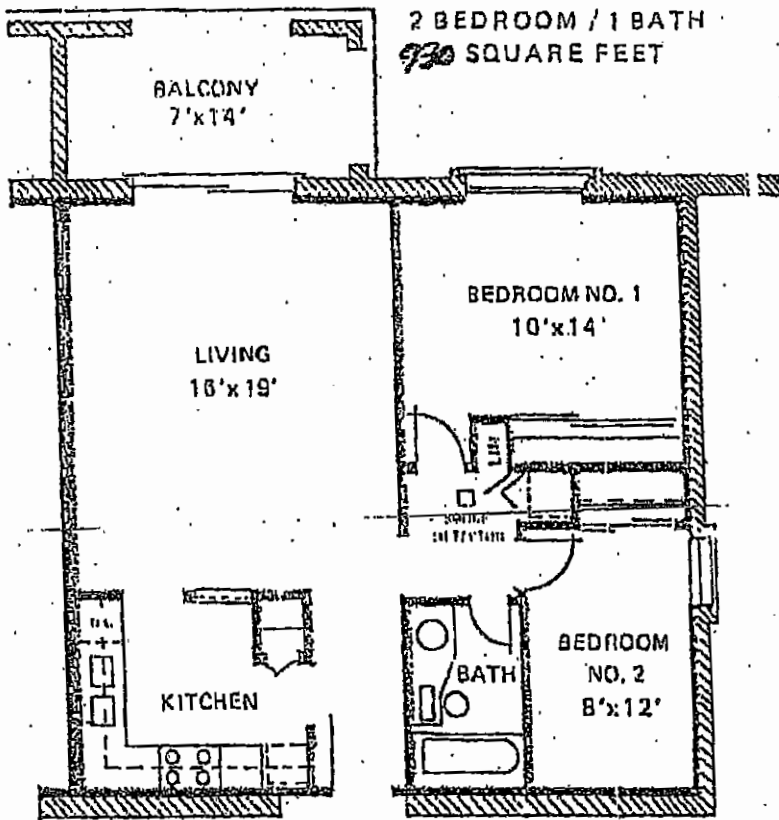 2 BEDROOM / 1 BATH
930 SQUARE FEET
BALCONY
7'x14'
BEDROOM NO. 1
10'x14'
LIVING
16'x19'
LIN
BEDROOM
NO. 2
8'x12'
BATH
KITCHEN